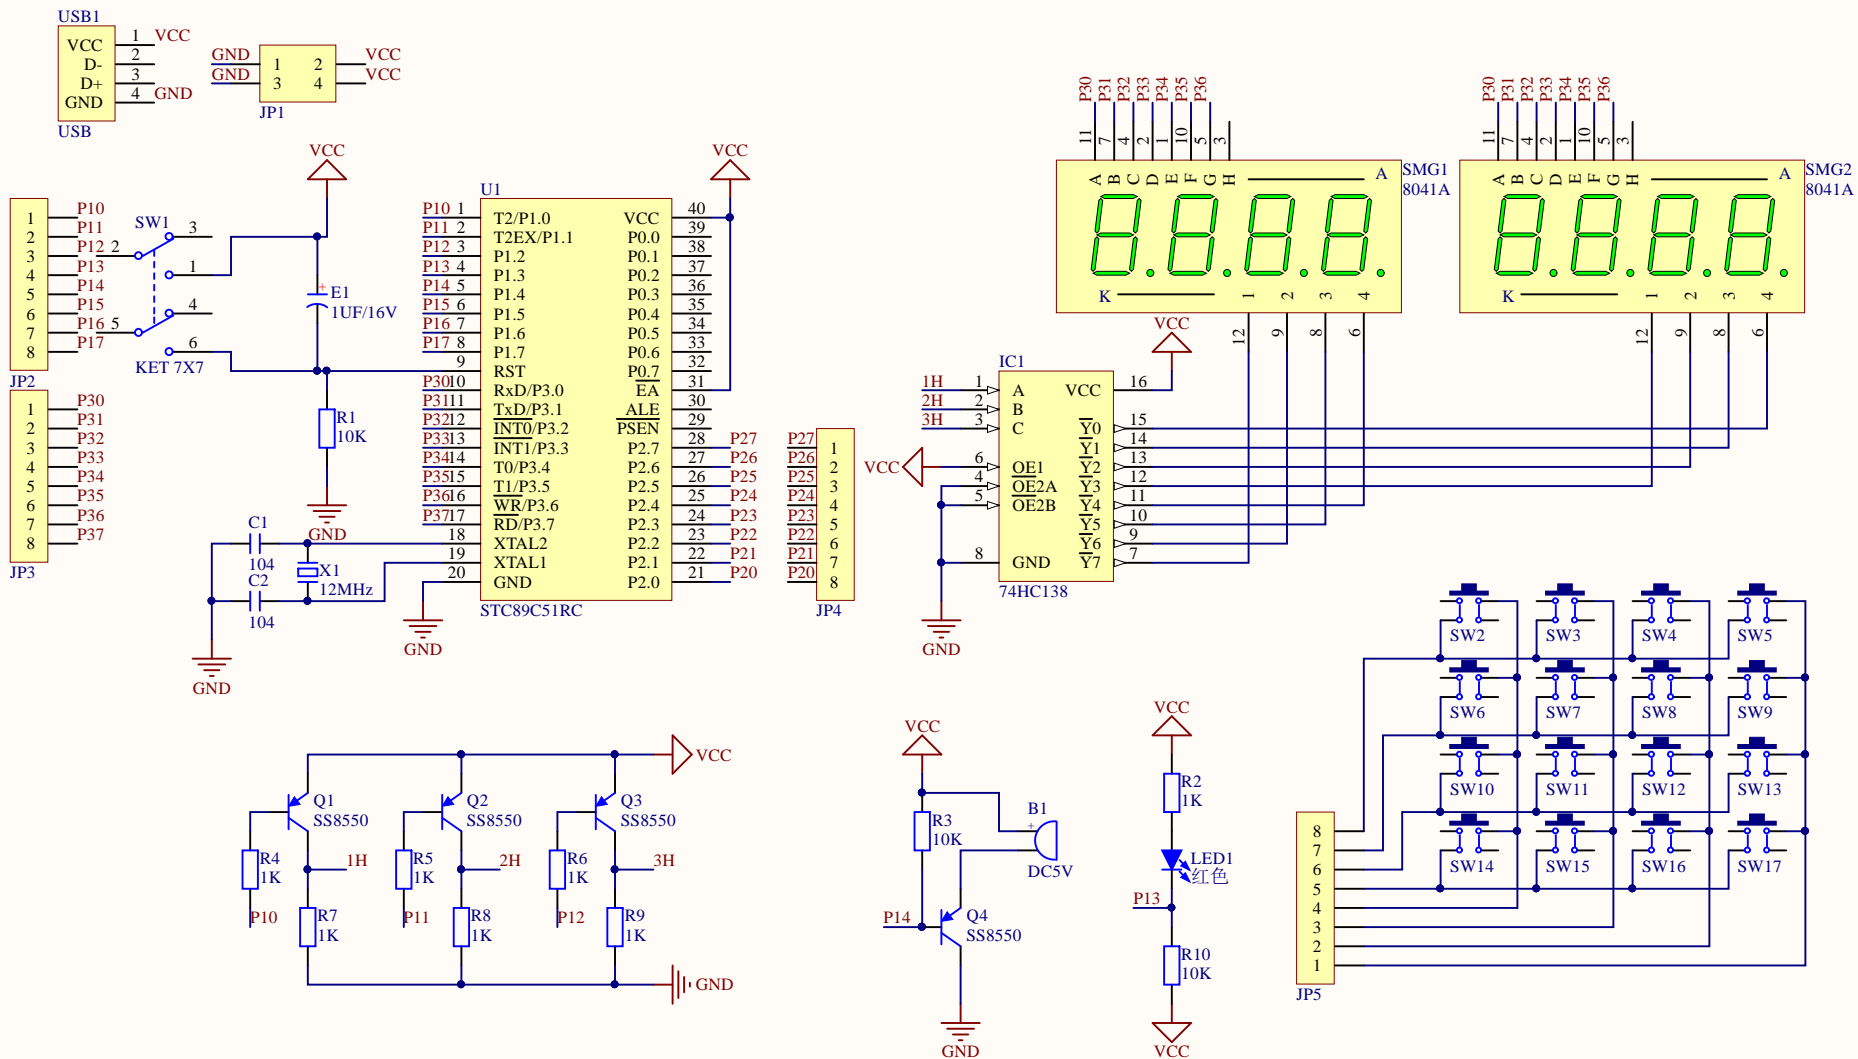 USB1
VCC 1 VCC
D- 2
D+ 3
GND 4 GND
USB
GND 1 2 VCC
GND 3 4 VCC
JP1
1 P10
2 P11
3 P12
4 P13
5 P14
6 P15
7 P16
8 P17
JP2
1 P30
2 P31
3 P32
4 P33
5 P34
6 P35
7 P36
8 P37
JP3
VCC
SW1
3
2
1
4
5
6
KET 7X7
+
E1
1UF/16V
R1
10K
GND
C1
104
C2
104
X1
12MHz
GND
VCC
U1
P10 1 T2/P1.0 VCC 40
P11 2 T2EX/P1.1 P0.0 39
P12 3 P1.2 P0.1 38
P13 4 P1.3 P0.2 37
P14 5 P1.4 P0.3 36
P15 6 P1.5 P0.4 35
P16 7 P1.6 P0.5 34
P17 8 P1.7 P0.6 33
9 RST P0.7 32
P30 10 RxD/P3.0 EA 31
P31 11 TxD/P3.1 ALE 30
P32 12 INT0/P3.2 PSEN 29
P33 13 INT1/P3.3 P2.7 28 P27
P34 14 T0/P3.4 P2.6 27 P26
P35 15 T1/P3.5 P2.5 26 P25
P36 16 WR/P3.6 P2.4 25 P24
P37 17 RD/P3.7 P2.3 24 P23
18 XTAL2 P2.2 23 P22
19 XTAL1 P2.1 22 P21
20 GND P2.0 21 P20
STC89C51RC
GND
P27 1
P26 2
P25 3
P24 4
P23 5
P22 6
P21 7
P20 8
JP4
P30 P31 P32 P33 P34 P35 P36
11 7 4 2 1 10 5 3
A B C D E F G H A
SMG1
8041A
K 1 2 3 4
12 9 8 6
P30 P31 P32 P33 P34 P35 P36
11 7 4 2 1 10 5 3
A B C D E F G H A
SMG2
8041A
K 1 2 3 4
12 9 8 6
VCC
IC1
1H 1 A VCC 16
2H 2 B
3H 3 C Y0 15
Y1 14
VCC 6 OE1 Y2 13
4 OE2A Y3 12
5 OE2B Y4 11
Y5 10
Y6 9
8 GND Y7 7
74HC138
GND
SW2 SW3 SW4 SW5
SW6 SW7 SW8 SW9
SW10 SW11 SW12 SW13
SW14 SW15 SW16 SW17
8
7
6
5
4
3
2
1
JP5
VCC
Q1
SS8550
Q2
SS8550
Q3
SS8550
R4
1K
1H
R5
1K
2H
R6
1K
3H
P10
R7
1K
P11
R8
1K
P12
R9
1K
GND
VCC
R3
10K
B1
+
DC5V
P14
Q4
SS8550
GND
VCC
R2
1K
LED1
红色
P13
R10
10K
VCC